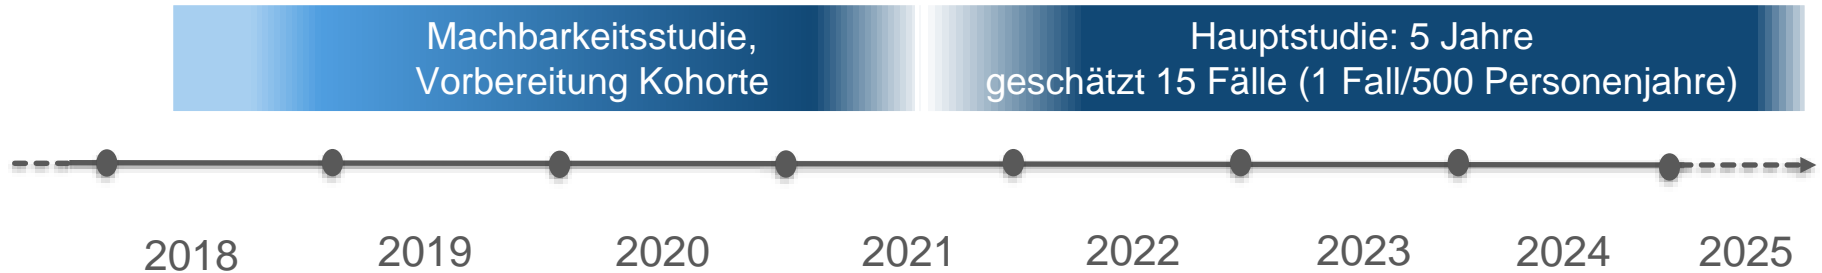 Machbarkeitsstudie,
Vorbereitung Kohorte
Hauptstudie: 5 Jahre
geschätzt 15 Fälle (1 Fall/500 Personenjahre)
2018 2019 2020 2021 2022 2023 2024 2025